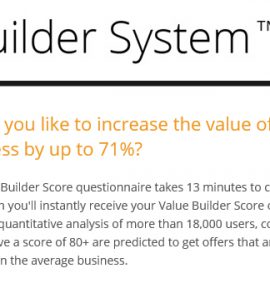 uilder System™
you like to increase the value of
ess by up to 71%?
Builder Score questionnaire takes 13 minutes to c
you'll instantly receive your Value Builder Score
quantitative analysis of more than 18,000 users, co
ve a score of 80+ are predicted to get offers that a
n the average business.